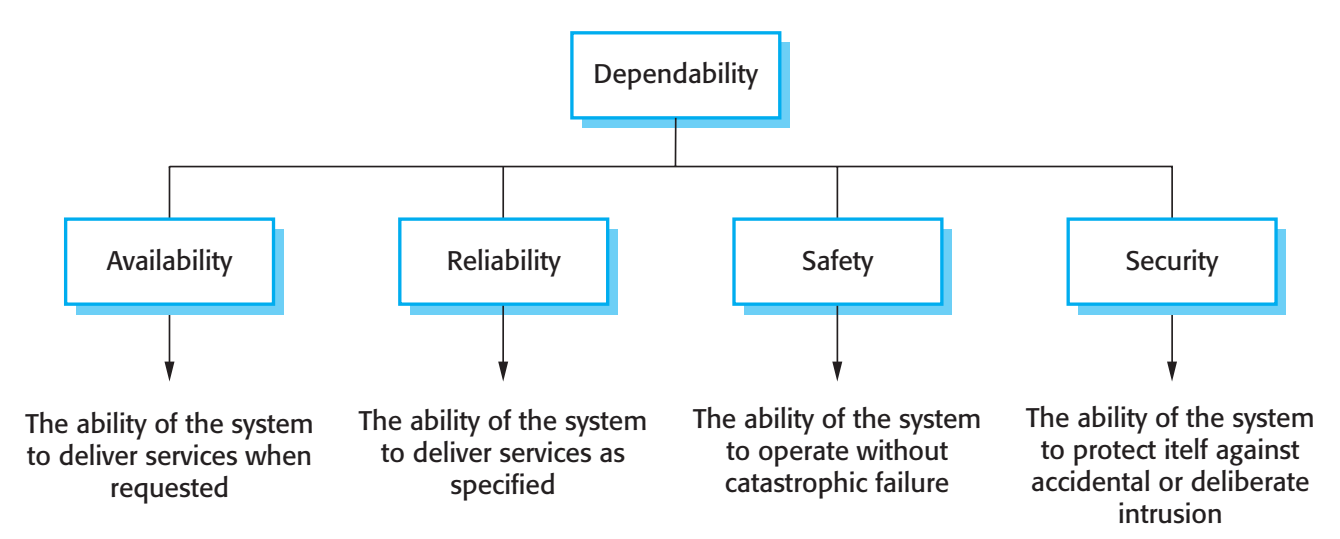 Dependability
Availability
Reliability
Safety
Security
The ability of the system
to deliver services when
requested
The ability of the system
to deliver services as
specified
The ability of the system
to operate without
catastrophic failure
The ability of the system
to protect itelf against
accidental or deliberate
intrusion